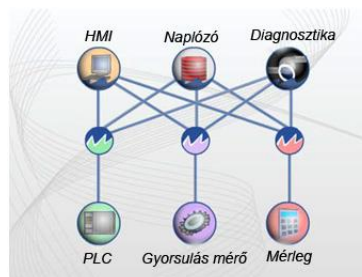 HMI
Naplózó
Diagnosztika
PLC
Gyorsulás mérő
Mérleg